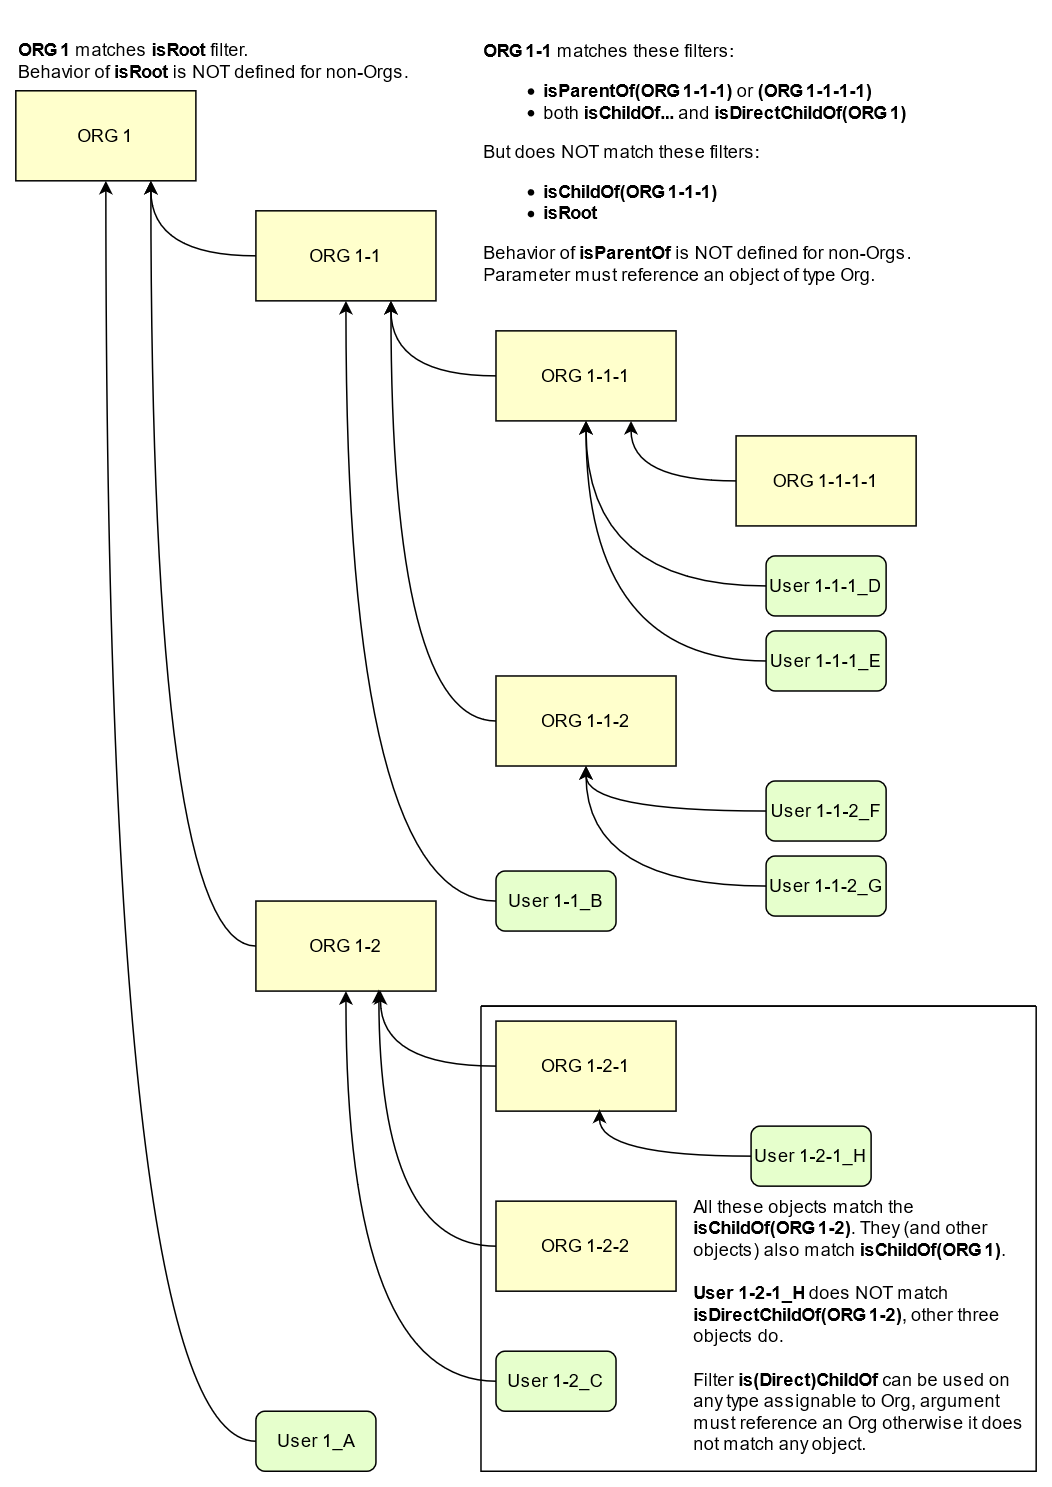 ORG 1 matches isRoot filter.
Behavior of isRoot is NOT defined for non-Orgs.
ORG 1-1 matches these filters:
• isParentOf(ORG 1-1-1) or (ORG 1-1-1-1)
• both isChildOf... and isDirectChildOf(ORG 1)
But does NOT match these filters:
• isChildOf(ORG 1-1-1)
• isRoot
Behavior of isParentOf is NOT defined for non-Orgs.
Parameter must reference an object of type Org.
ORG 1
ORG 1-1
ORG 1-1-1
ORG 1-1-1-1
User 1-1-1_D
User 1-1-1_E
ORG 1-1-2
User 1-1-2_F
User 1-1-2_G
User 1-1_B
ORG 1-2
ORG 1-2-1
User 1-2-1_H
ORG 1-2-2
User 1-2_C
User 1_A
All these objects match the
isChildOf(ORG 1-2). They (and other
objects) also match isChildOf(ORG 1).
User 1-2-1_H does NOT match
isDirectChildOf(ORG 1-2), other three
objects do.
Filter is(Direct)ChildOf can be used on
any type assignable to Org, argument
must reference an Org otherwise it does
not match any object.